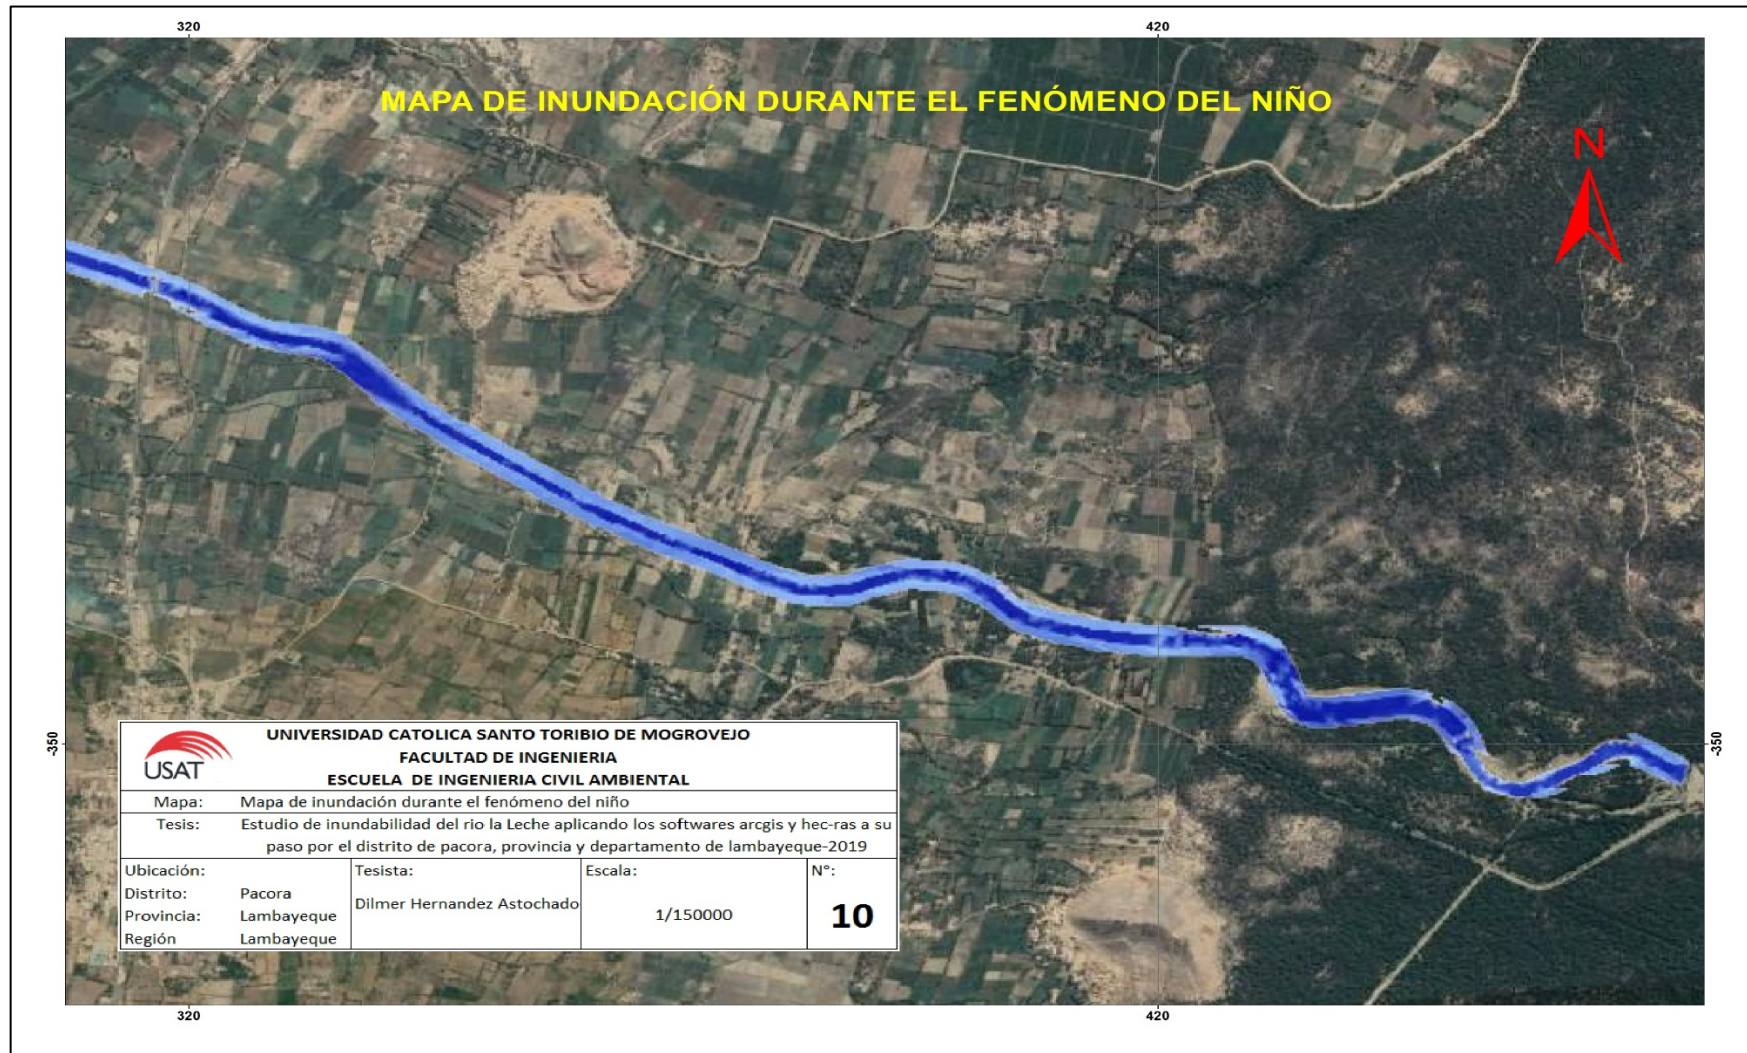 320 420
MAPA DE INUNDACIÓN DURANTE EL FENÓMENO DEL NIÑO
N
-350 -350
USAT
UNIVERSIDAD CATOLICA SANTO TORIBIO DE MOGROVEJO
FACULTAD DE INGENIERIA
ESCUELA DE INGENIERIA CIVIL AMBIENTAL
Mapa: Mapa de inundación durante el fenómeno del niño
Tesis: Estudio de inundabilidad del rio la Leche aplicando los softwares arcgis y hec-ras a su
paso por el distrito de pacora, provincia y departamento de lambayeque-2019
Ubicación:
Distrito: Pacora
Provincia: Lambayeque
Región Lambayeque
Tesista:
Dilmer Hernandez Astochado
Escala:
1/150000
N°:
10
320 420